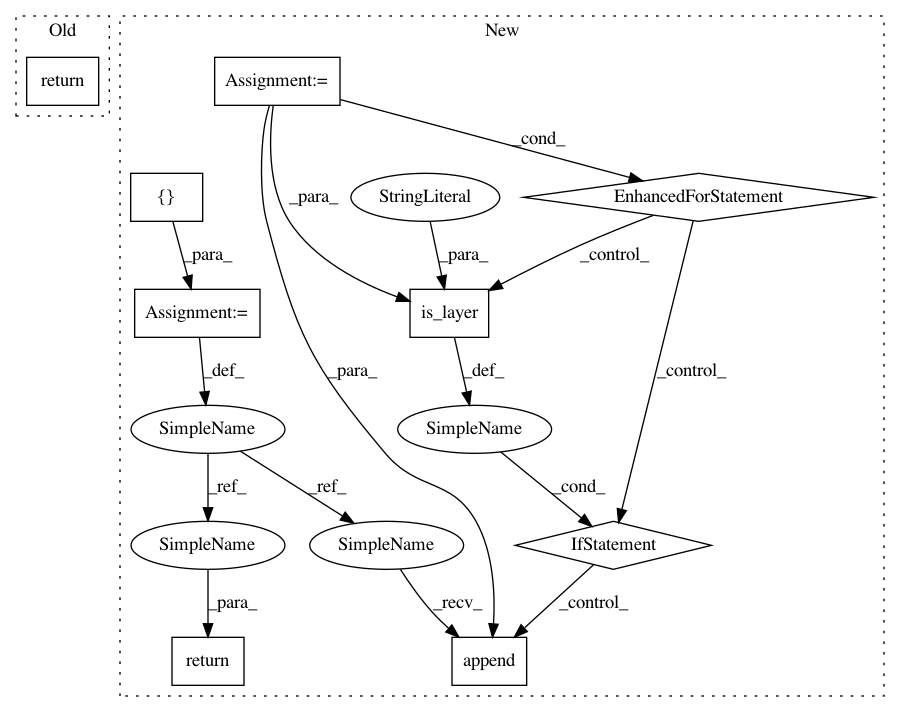 Old
New
return
Assignment:=
_cond_
{}
StringLiteral
EnhancedForStatement
_para_
_para_
_para_
_control_
Assignment:=
is_layer
_def_
_para_
_def_
_control_
SimpleName
SimpleName
_ref_
_ref_
_cond_
SimpleName
SimpleName
IfStatement
_para_
_recv_
_control_
return
append